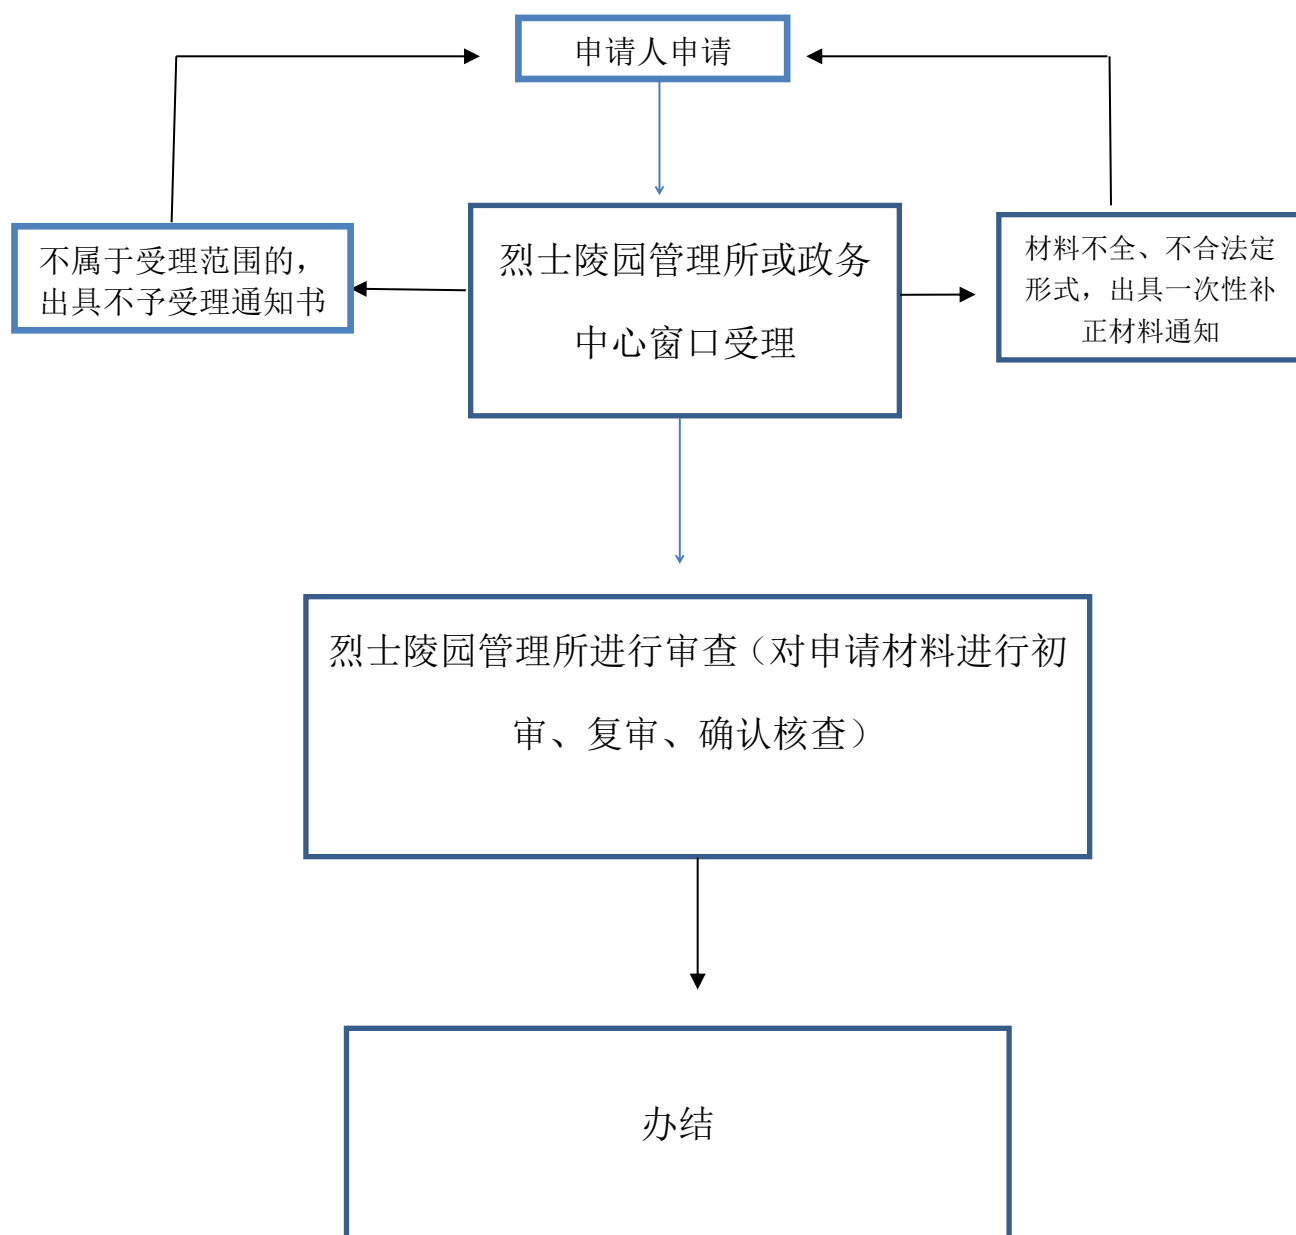 申请人申请
不属于受理范围的，
出具不予受理通知书
烈士陵园管理所或政务
中心窗口受理
材料不全、不合法定
形式，出具一次性补
正材料通知
烈士陵园管理所进行审查（对申请材料进行初
审、复审、确认核查）
办结